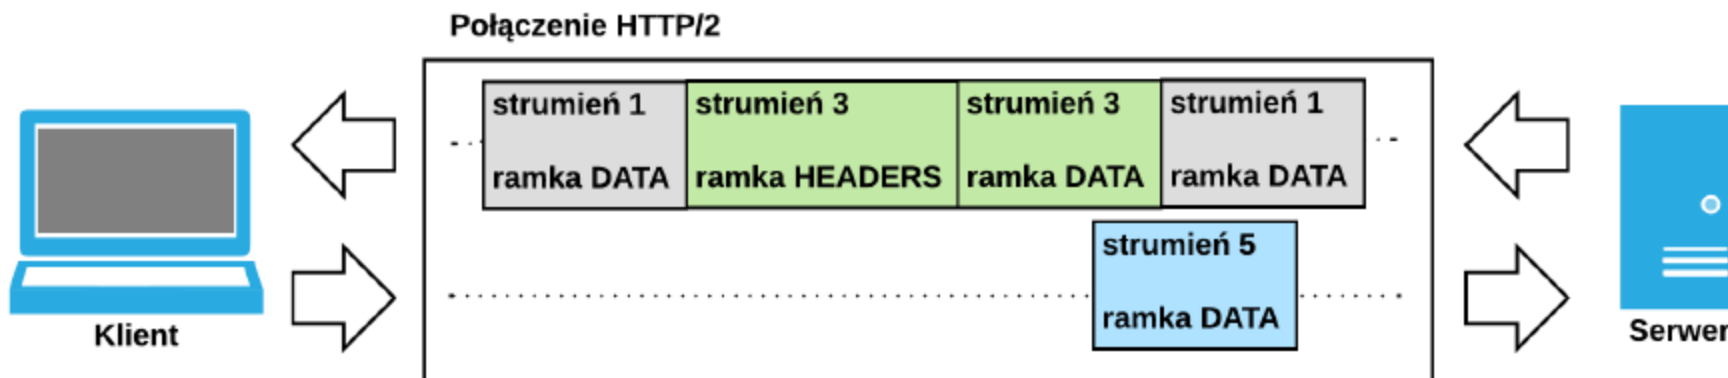 Połączenie HTTP/2
strumień 1
ramka DATA
strumień 3
ramka HEADERS
strumień 3
ramka DATA
strumień 1
ramka DATA
strumień 5
ramka DATA
Klient
Serwer